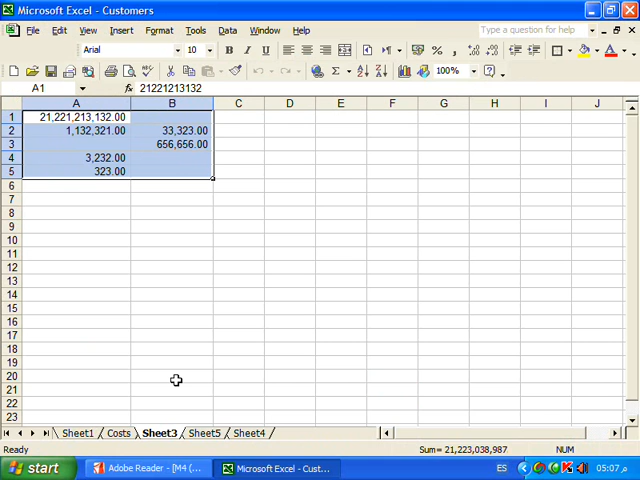 Microsoft Excel - Customers
File Edit View Insert Format Tools Data Window Help
Type a question for help
Arial 10 B I U $ % ,
Σ 100% ?
A1 fx 21221213132
A B C D E F G H I J
1 21,221,213,132.00
2 1,132,321.00 33,323.00
3 656,656.00
4 3,232.00
5 323.00
6
7
8
9
10
11
12
13
14
15
16
17
18
19
20
21
22
23
Sheet1 Costs Sheet3 Sheet5 Sheet4
Ready Sum= 21,223,038,987 NUM
start Adobe Reader - [M4 (... Microsoft Excel - Cust... ES 05:07 م